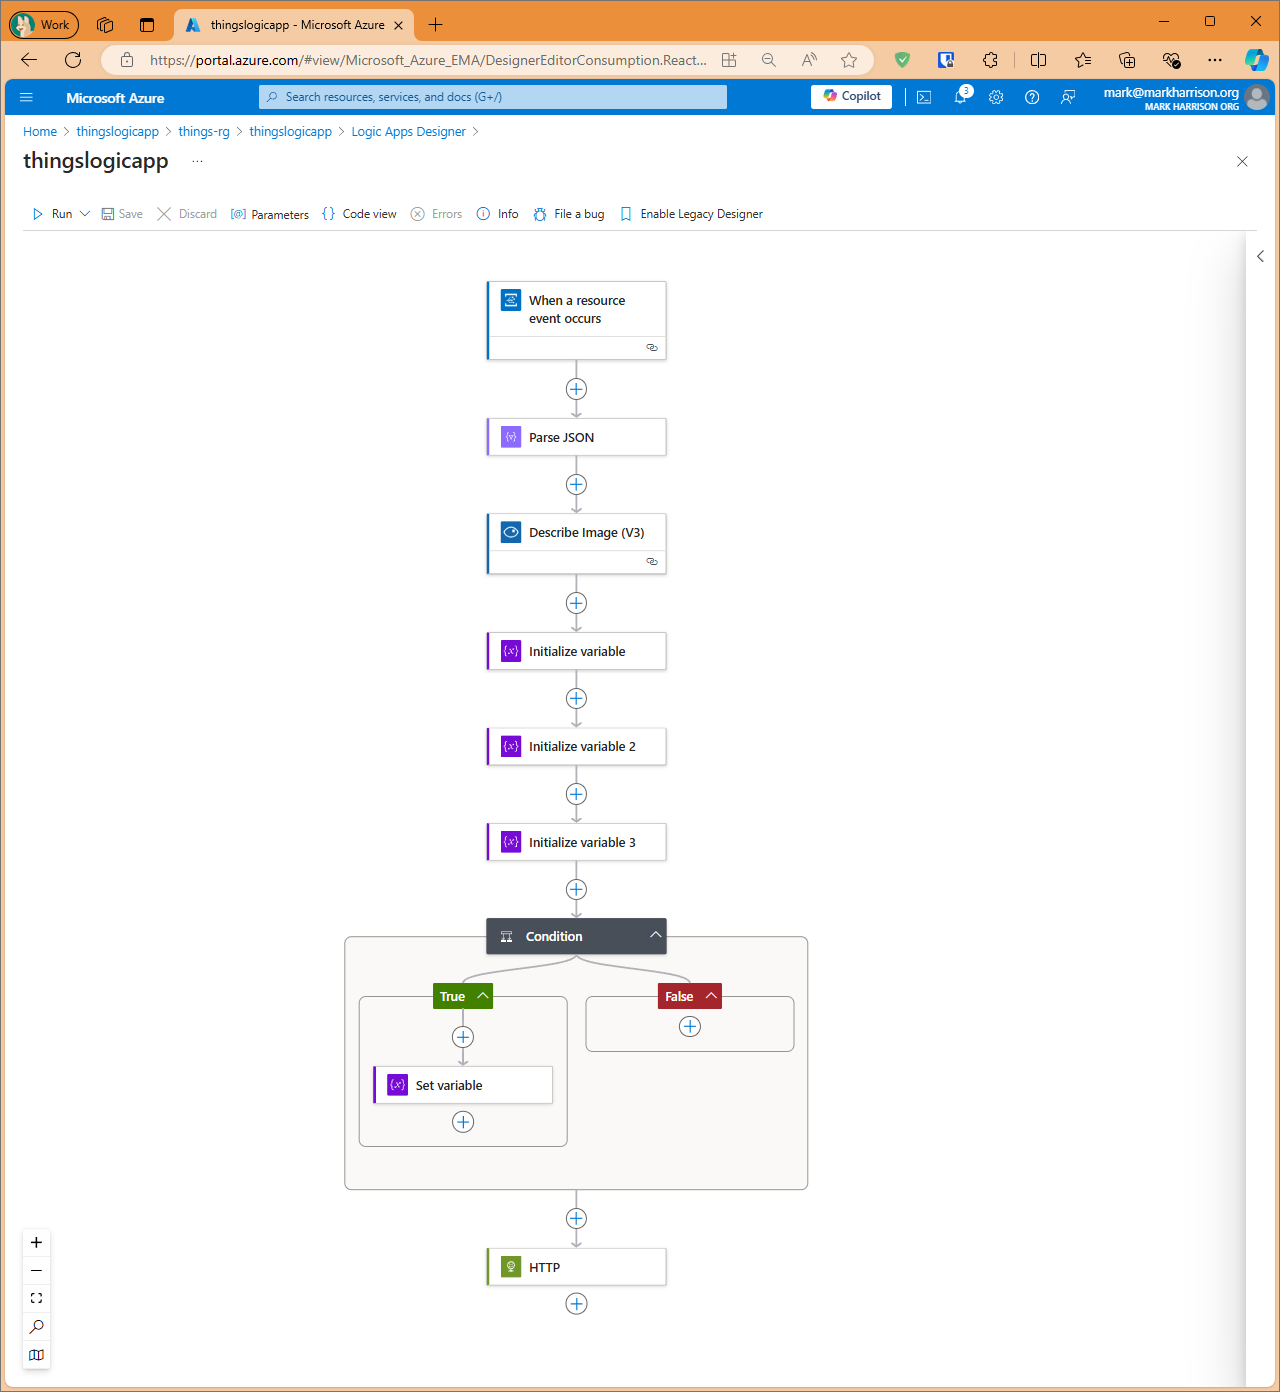 Work
thingslogicapp - Microsoft Azure
https://portal.azure.com/#view/Microsoft_Azure_EMA/DesignerEditorConsumption.React...
Microsoft Azure
Search resources, services, and docs (G+/)
Copilot
3
mark@markharrison.org
MARK HARRISON ORG
Home > thingslogicapp > things-rg > thingslogicapp > Logic Apps Designer >
thingslogicapp ...
Run Save Discard Parameters Code view Errors Info File a bug Enable Legacy Designer
When a resource
event occurs
Parse JSON
Describe Image (V3)
Initialize variable
Initialize variable 2
Initialize variable 3
Condition
True
False
Set variable
HTTP